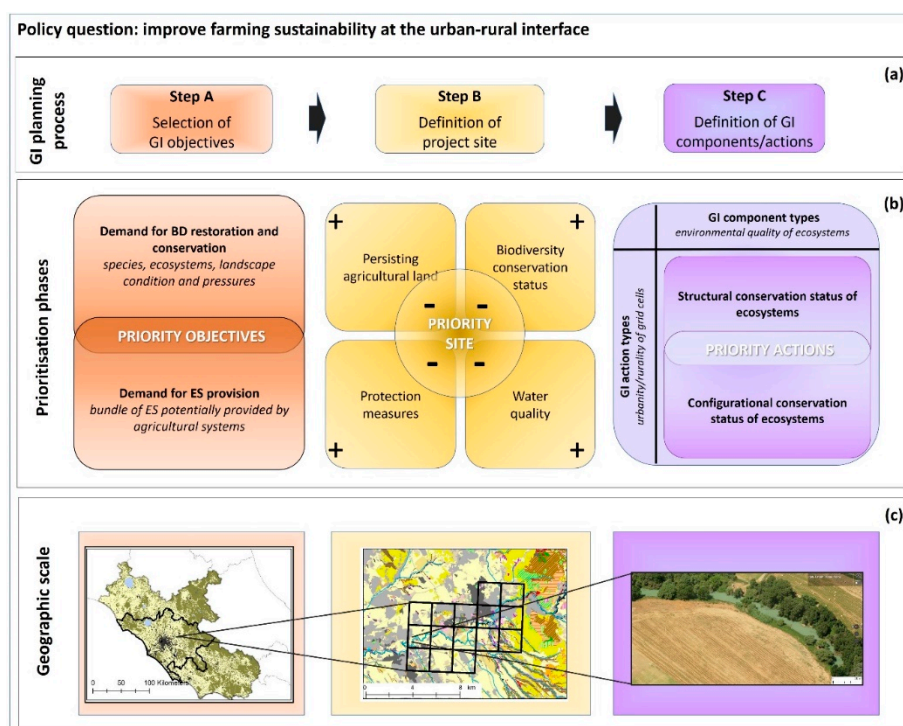 Policy question: improve farming sustainability at the urban-rural interface
(a)
GI planning
process
Step A
Selection of
GI objectives
Step B
Definition of
project site
Step C
Definition of GI
components/actions
(b)
Prioritisation phases
Demand for BD restoration and
conservation
species, ecosystems, landscape
condition and pressures
PRIORITY OBJECTIVES
Demand for ES provision
bundle of ES potentially provided by
agricultural systems
+
+
Persisting
agricultural land
Biodiversity
conservation
status
- -
PRIORITY
SITE
- -
Protection
measures
Water
quality
+
+
GI component types
environmental quality of ecosystems
GI action types
urbanity/rurality of grid cells
Structural conservation status of
ecosystems
PRIORITY ACTIONS
Configurational conservation
status of ecosystems
(c)
Geographic scale
0 50 100 Kilometers
0 4 8 km